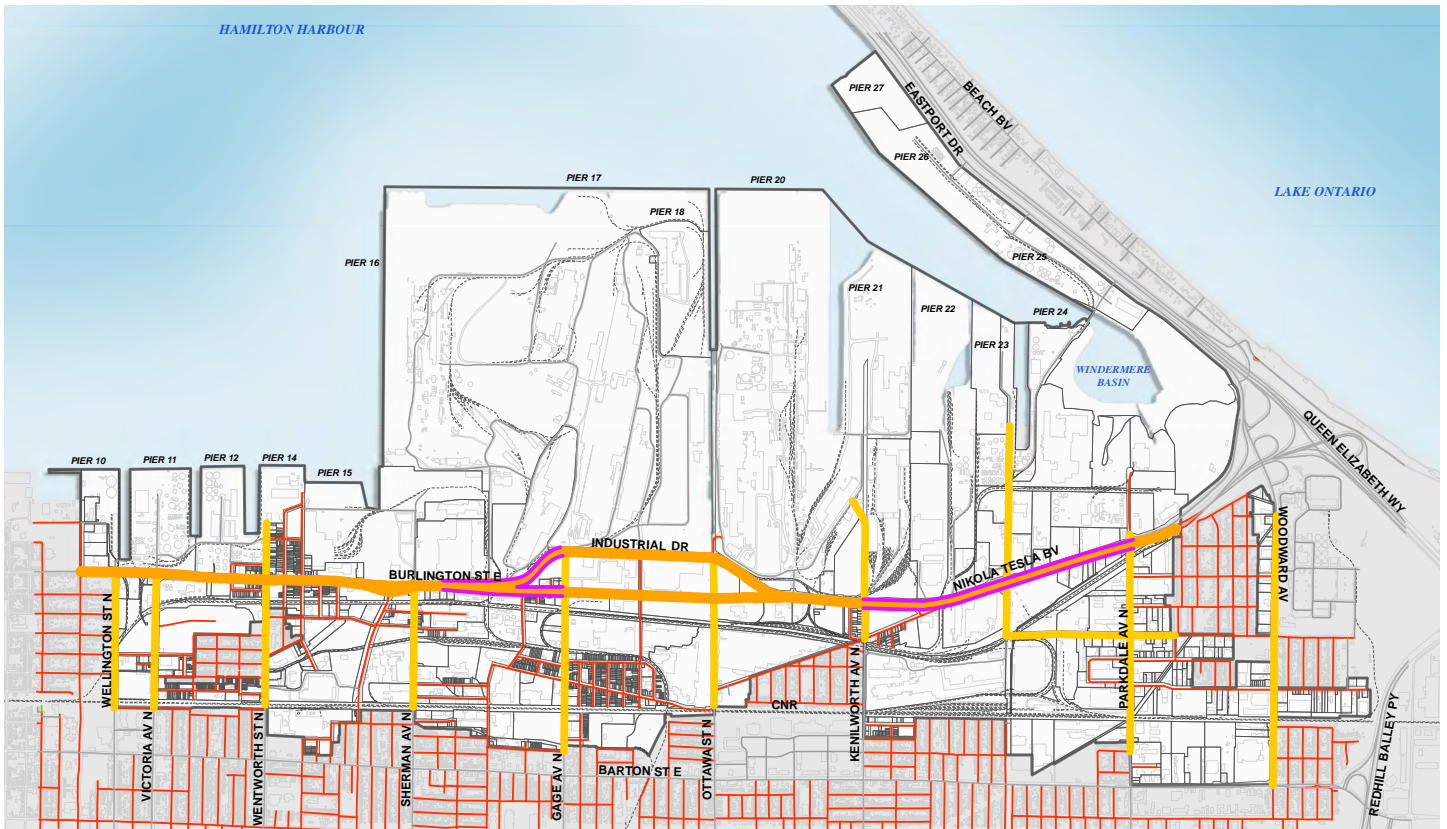 HAMILTON HARBOUR
PIER 27
BEACH BV
EASTPORT DR
PIER 26
PIER 17
PIER 20
LAKE ONTARIO
PIER 18
PIER 16
PIER 25
PIER 21
PIER 22
PIER 24
PIER 23
WINDERMERE
BASIN
QUEEN ELIZABETH WY
PIER 10
PIER 11
PIER 12
PIER 14
PIER 15
INDUSTRIAL DR
BURLINGTON ST E
NIKOLA TESLA BV
WOODWARD AV
WELLINGTON ST N
VICTORIA AV N
WENTWORTH ST N
SHERMAN AV N
GAGE AV N
OTTAWA ST N
KENILWORTH AV N
PARKDALE AV N
CNR
BARTON ST E
REDHILL BALLEY PY